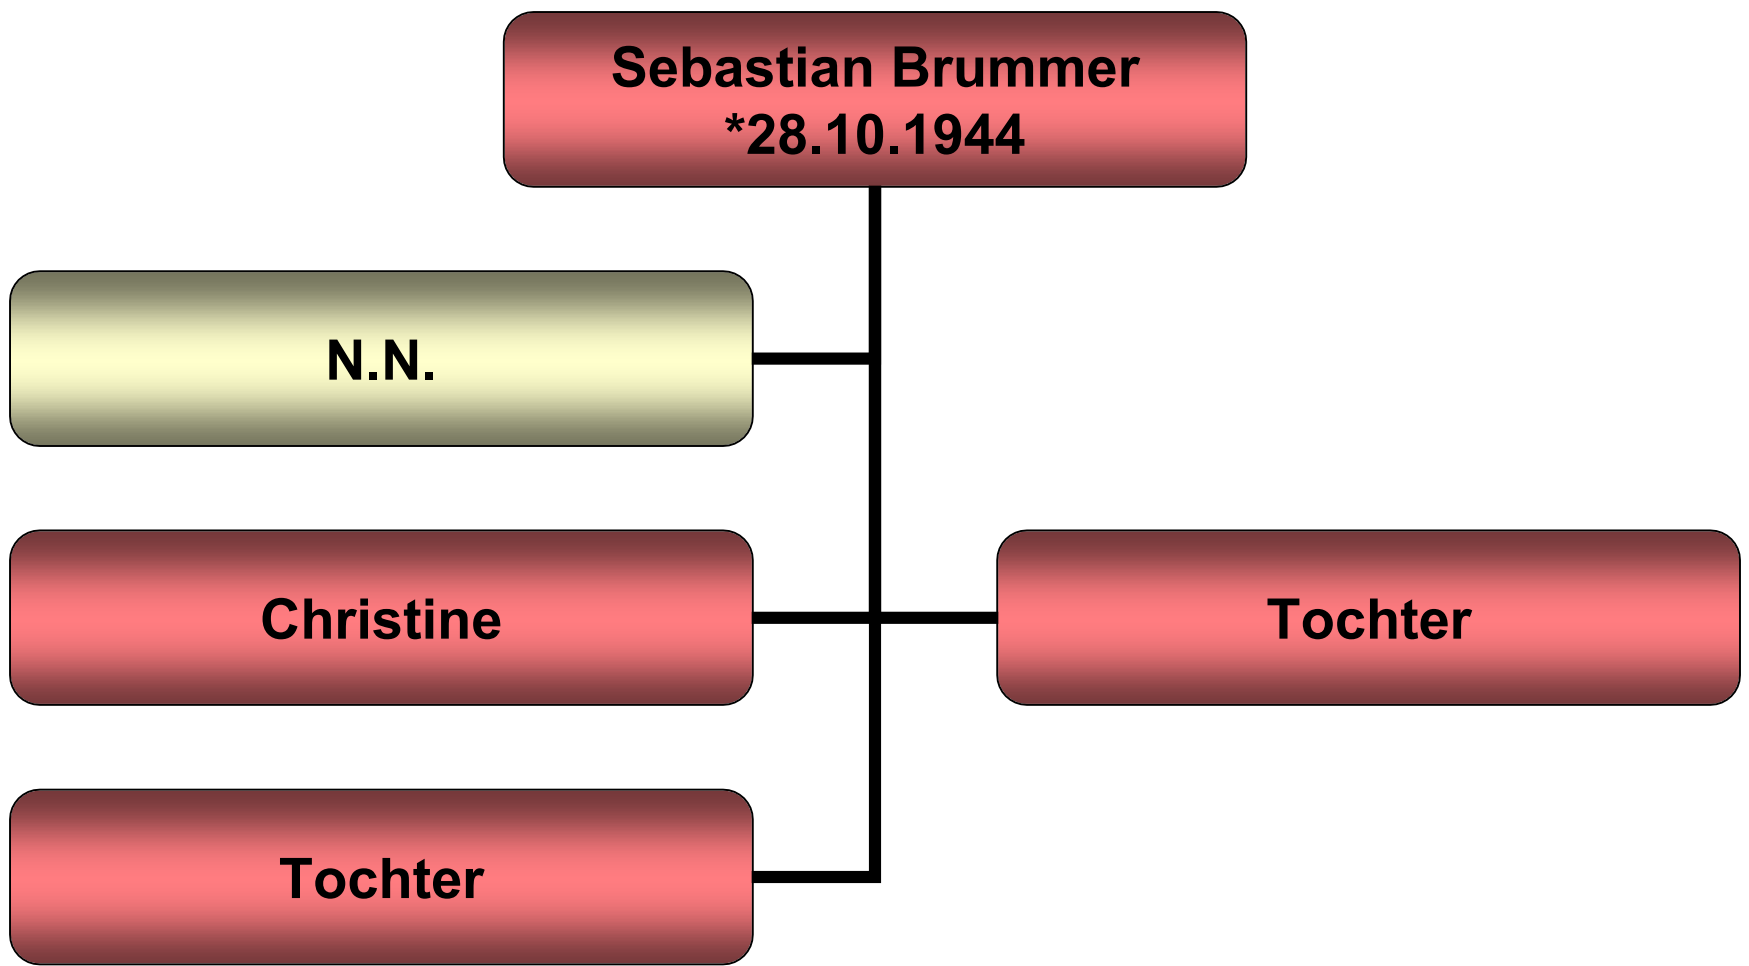 Sebastian Brummer
*28.10.1944
N.N.
Christine
Tochter
Tochter